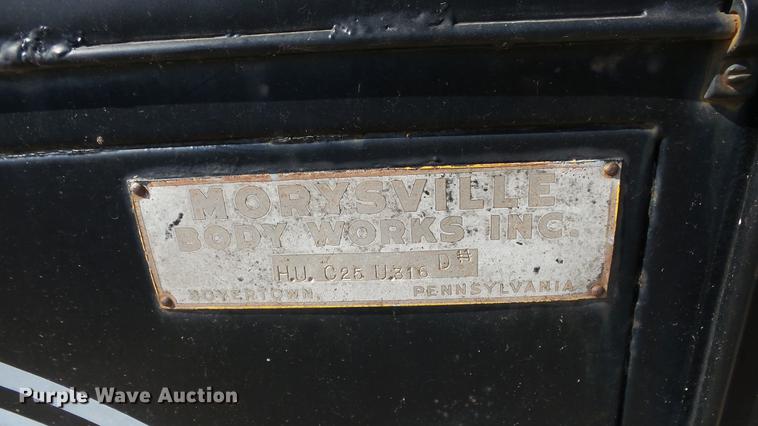 MORYSVILLE
BODY WORKS INC.
H.U. C25 U.316 D#
BOYERTOWN, PENNSYLVANIA
Purple Wave Auction